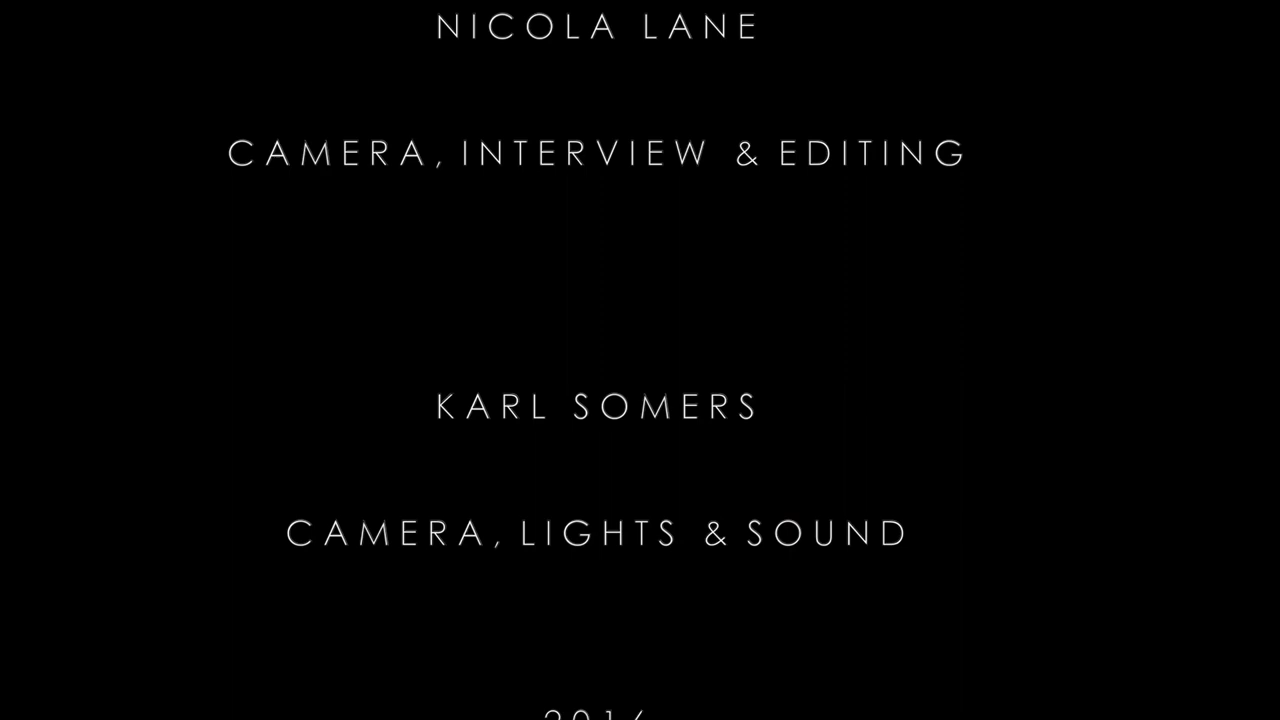 NICOLA LANE
CAMERA, INTERVIEW & EDITING
KARL SOMERS
CAMERA, LIGHTS & SOUND